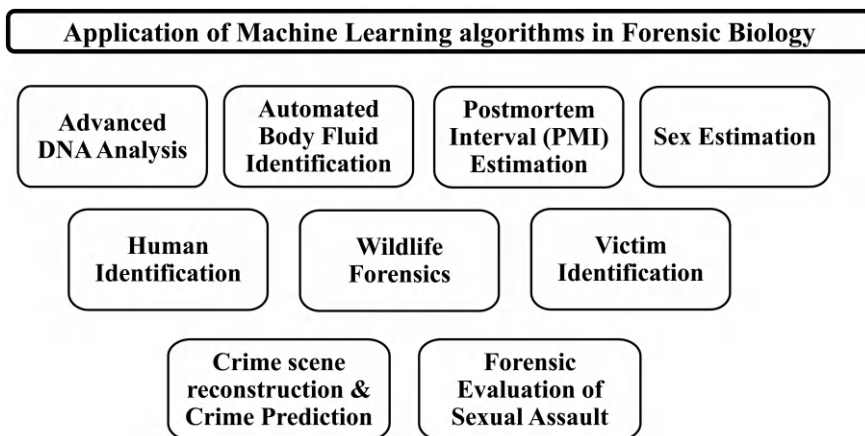 Application of Machine Learning algorithms in Forensic Biology
Advanced
DNA Analysis
Automated
Body Fluid
Identification
Postmortem
Interval (PMI)
Estimation
Sex Estimation
Human
Identification
Wildlife
Forensics
Victim
Identification
Crime scene
reconstruction &
Crime Prediction
Forensic
Evaluation of
Sexual Assault